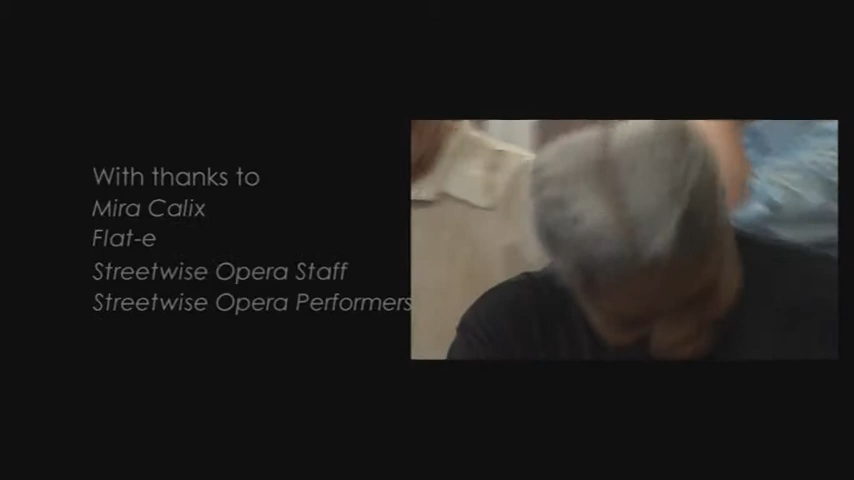 With thanks to
Mira Calix
Flat-e
Streetwise Opera Staff
Streetwise Opera Performers